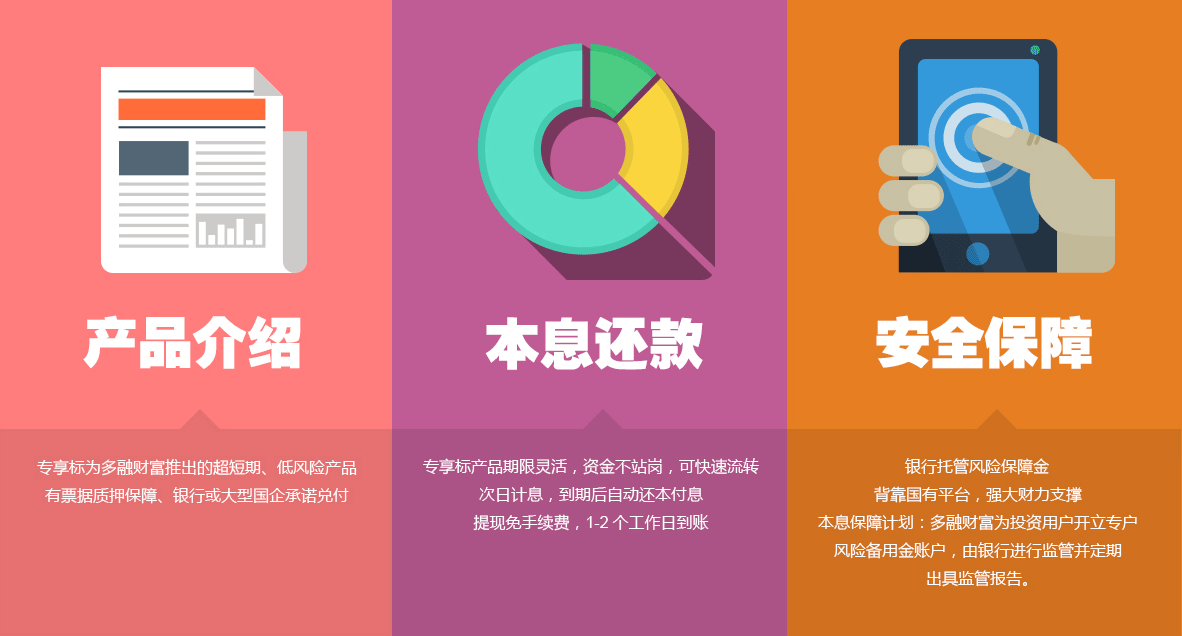 产品介绍
专享标为多融财富推出的超短期、低风险产品
有票据质押保障、银行或大型国企承诺兑付
本息还款
专享标产品期限灵活，资金不站岗，可快速流转
次日计息，到期后自动还本付息
提现免手续费，1-2 个工作日到账
安全保障
银行托管风险保障金
背靠国有平台，强大财力支撑
本息保障计划：多融财富为投资用户开立专户
风险备用金账户，由银行进行监管并定期
出具监管报告。